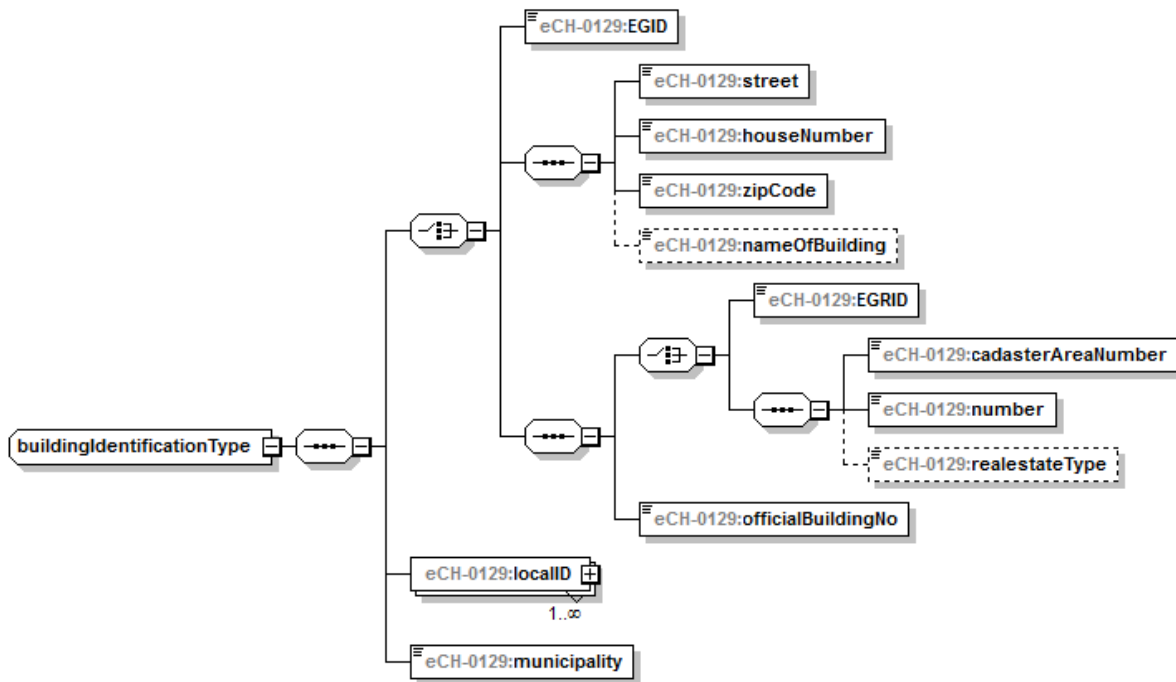 eCH-0129:EGID
eCH-0129:street
eCH-0129:houseNumber
eCH-0129:zipCode
eCH-0129:nameOfBuilding
eCH-0129:EGRID
eCH-0129:cadasterAreaNumber
eCH-0129:number
eCH-0129:realestateType
buildingIdentificationType
eCH-0129:officialBuildingNo
eCH-0129:localID
1..∞
eCH-0129:municipality